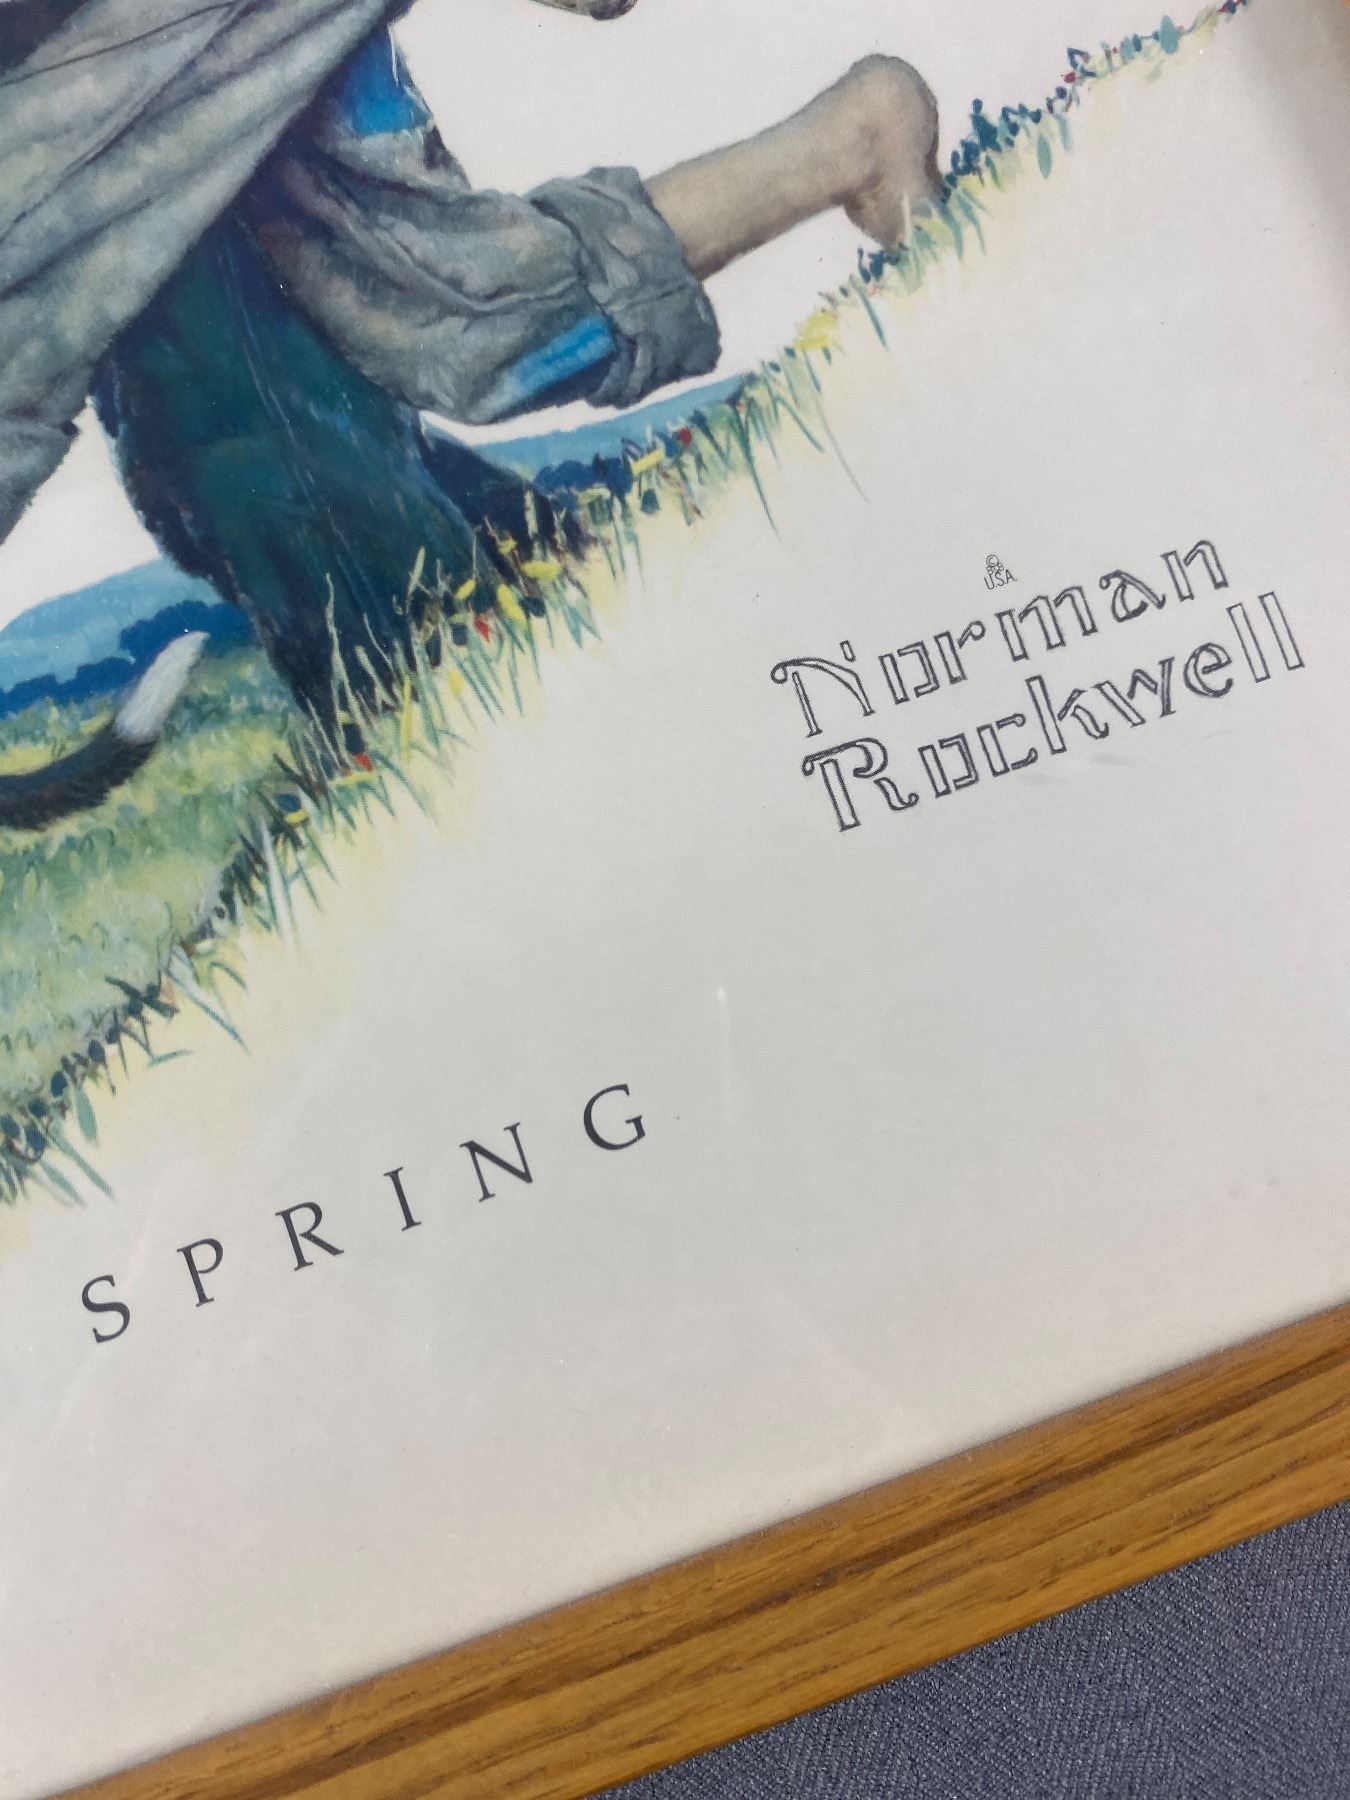 ©
B&B
U.S.A.
Norman
Rockwell
SPRING